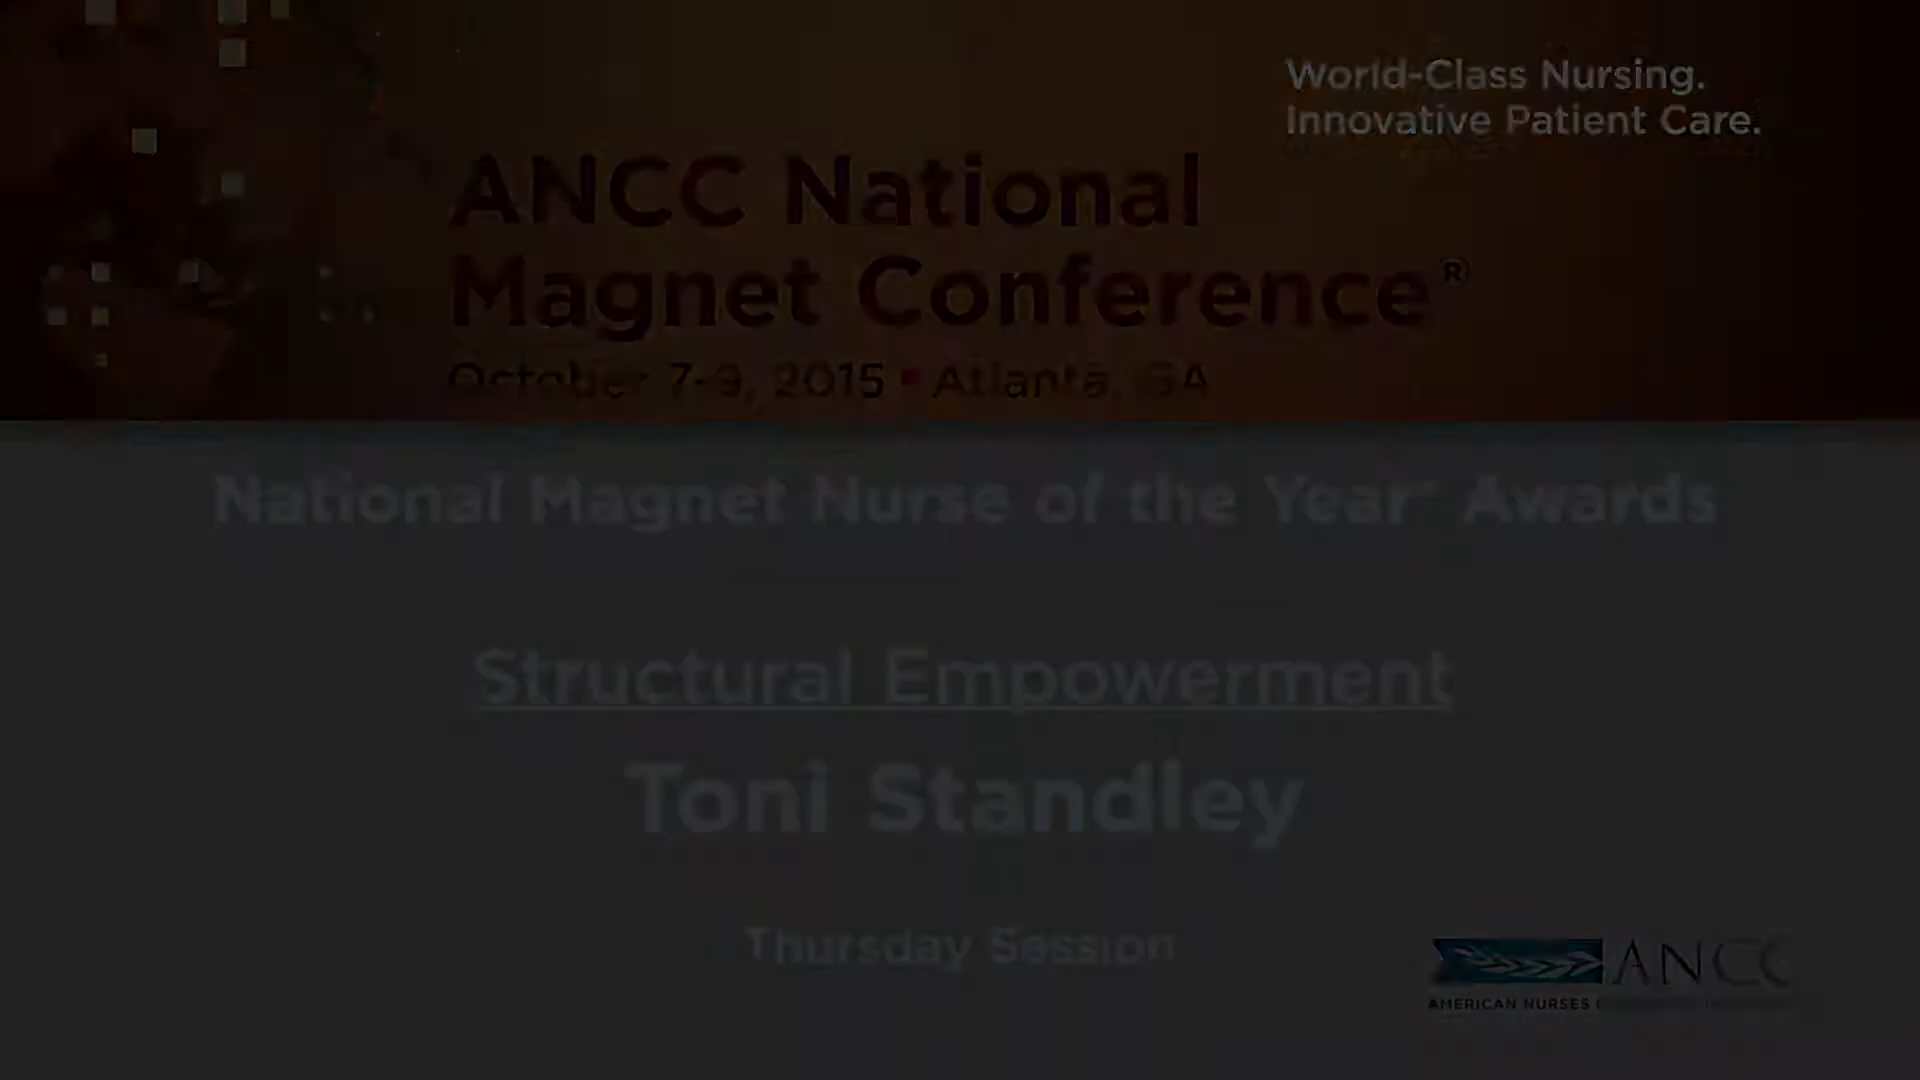 World-Class Nursing.
Innovative Patient Care.
ANCC National
Magnet Conference®
October 7-9, 2015 • Atlanta, GA
National Magnet Nurse of the Year® Awards
Structural Empowerment
Toni Standley
Thursday Session
ANCC
AMERICAN NURSES